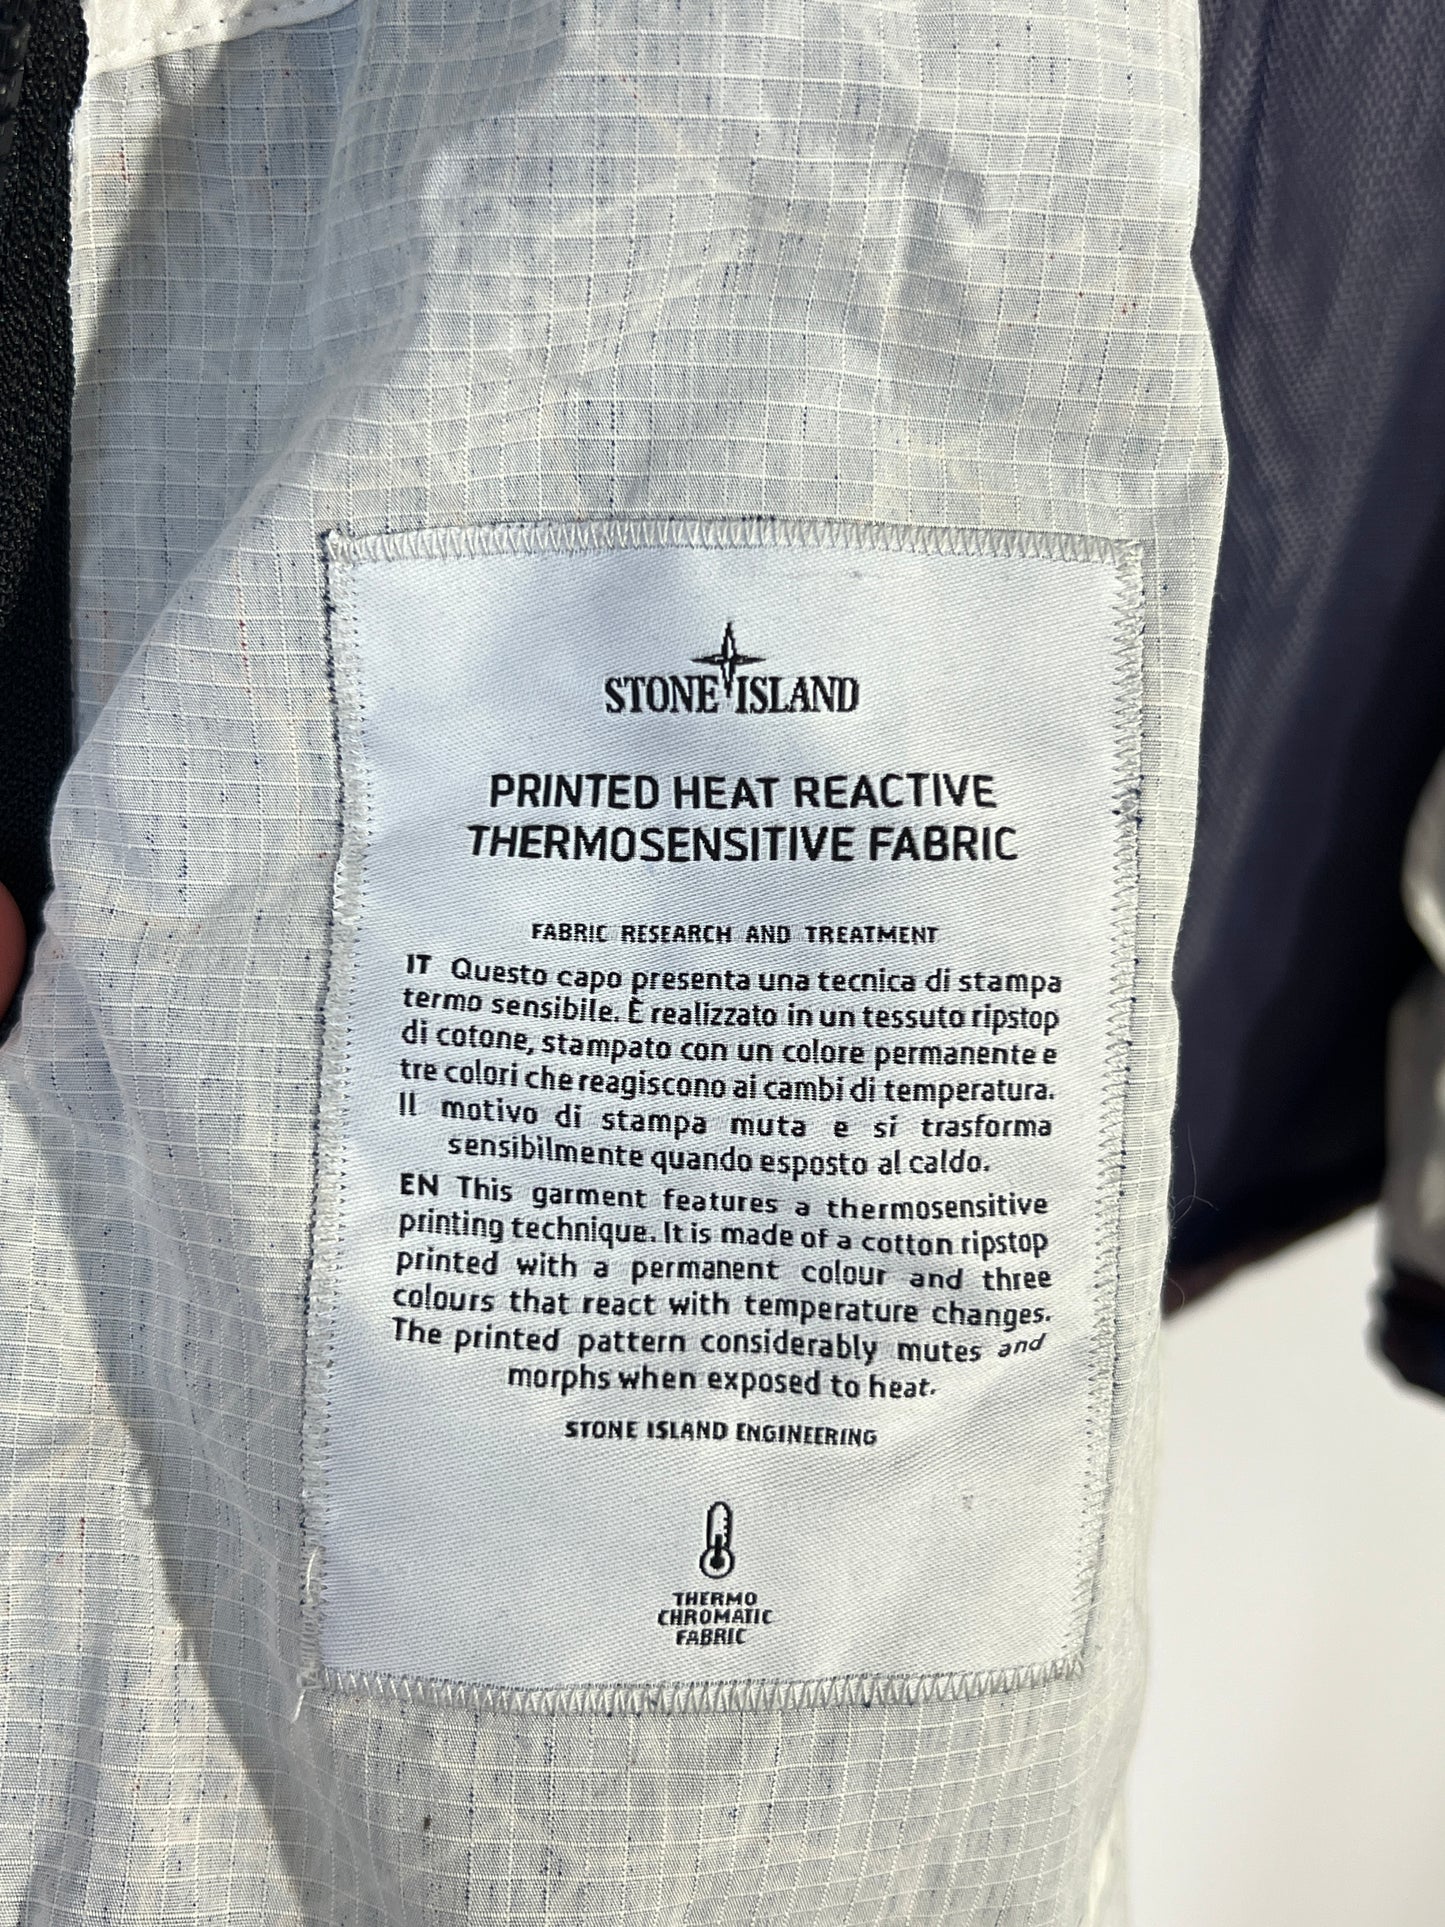 STONE ISLAND
PRINTED HEAT REACTIVE
THERMOSENSITIVE FABRIC
FABRIC RESEARCH AND TREATMENT
IT Questo capo presenta una tecnica di stampa
termo sensibile. È realizzato in un tessuto ripstop
di cotone, stampato con un colore permanente e
tre colori che reagiscono ai cambi di temperatura.
Il motivo di stampa muta e si trasforma
sensibilmente quando esposto al caldo.
EN This garment features a thermosensitive
printing technique. It is made of a cotton ripstop
printed with a permanent colour and three
colours that react with temperature changes.
The printed pattern considerably mutes and
morphs when exposed to heat.
STONE ISLAND ENGINEERING
THERMO
CHROMATIC
FABRIC